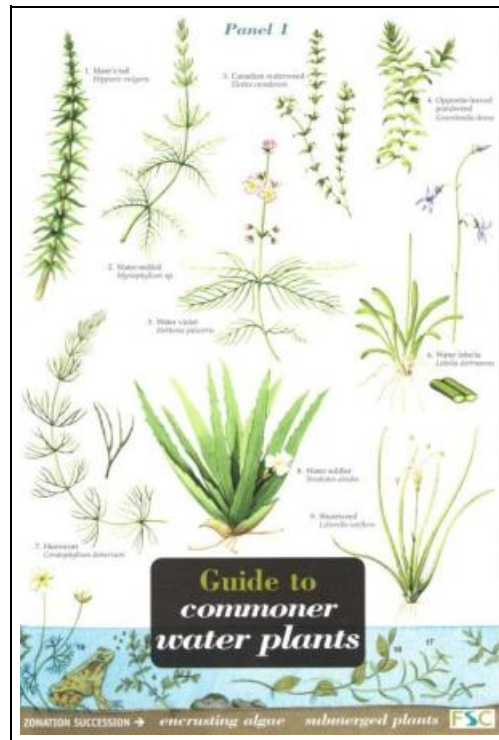 Panel 1
1. Mare's tail
Hippuris vulgaris
3. Canadian waterweed
Elodea canadensis
4. Opposite-leaved
pondweed
Groenlandia densa
2. Water milfoil
Myriophyllum sp.
5. Water violet
Hottonia palustris
6. Water lobelia
Lobelia dortmanna
8. Water soldier
Stratiotes aloides
9. Shoreweed
Littorella uniflora
7. Hornwort
Ceratophyllum demersum
Guide to
commoner
water plants
19
16
17
ZONATION SUCCESSION → encrusting algae submerged plants FSC